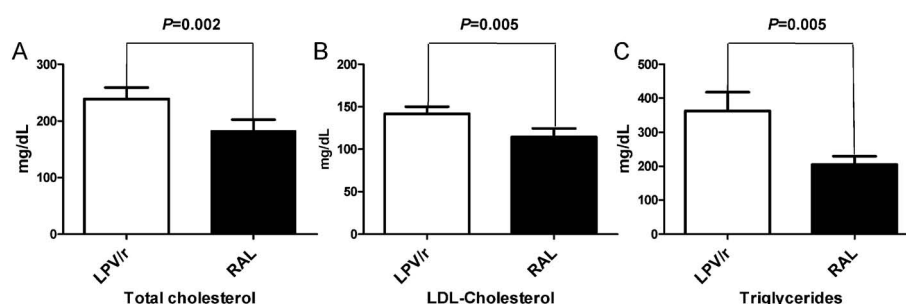 P=0.002
P=0.005
P=0.005
A
B
C
300
200
100
0
mg/dL
LPV/r
RAL
Total cholesterol
200
150
100
50
0
mg/dL
LPV/r
RAL
LDL-Cholesterol
500
400
300
200
100
0
mg/dL
LPV/r
RAL
Triglycerides